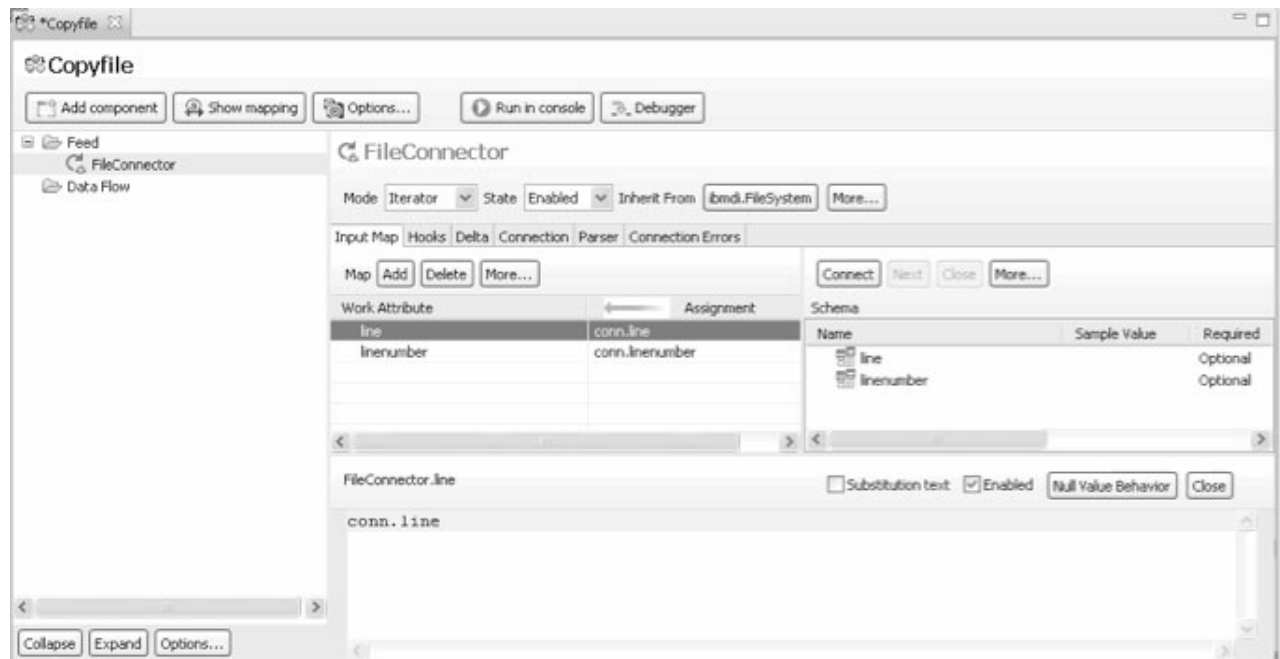 *Copyfile
Copyfile
Add component Show mapping Options... Run in console Debugger
Feed
FileConnector
Data Flow
FileConnector
Mode Iterator State Enabled Inherit From ibmdi.FileSystem More...
Input Map Hooks Delta Connection Parser Connection Errors
Map Add Delete More...
Work Attribute Assignment
line conn.line
linenumber conn.linenumber
Connect Next Close More...
Schema
Name Sample Value Required
line Optional
linenumber Optional
FileConnector.line Substitution text Enabled Null Value Behavior Close
conn.line
Collapse Expand Options...